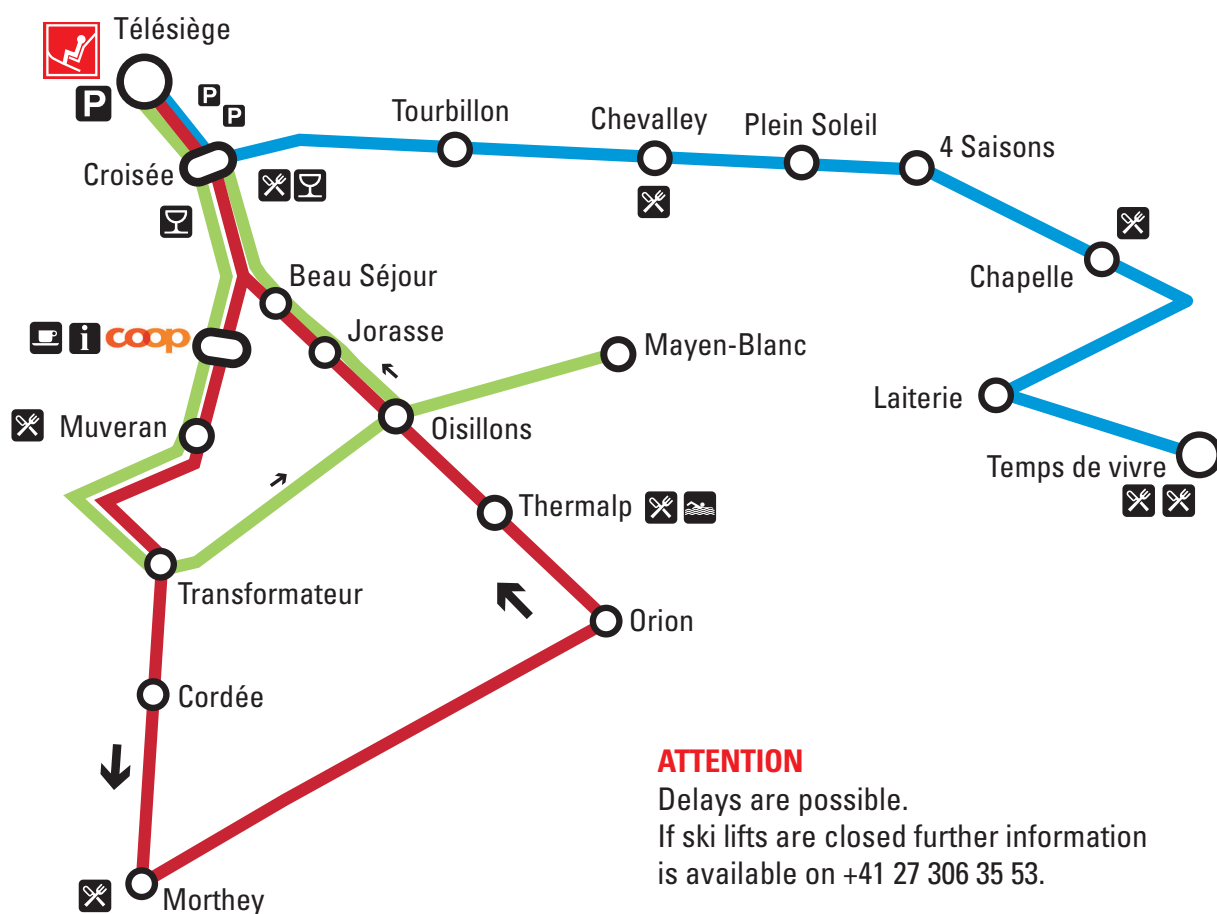 Télésiège
P
P
P
Croisée
Tourbillon
Chevalley
Plein Soleil
4 Saisons
Chapelle
Beau Séjour
Jorasse
i coop
Mayen-Blanc
Laiterie
Muveran
Oisillons
Temps de vivre
Thermalp
Transformateur
Orion
Cordée
Morthey
ATTENTION
Delays are possible.
If ski lifts are closed further information
is available on +41 27 306 35 53.